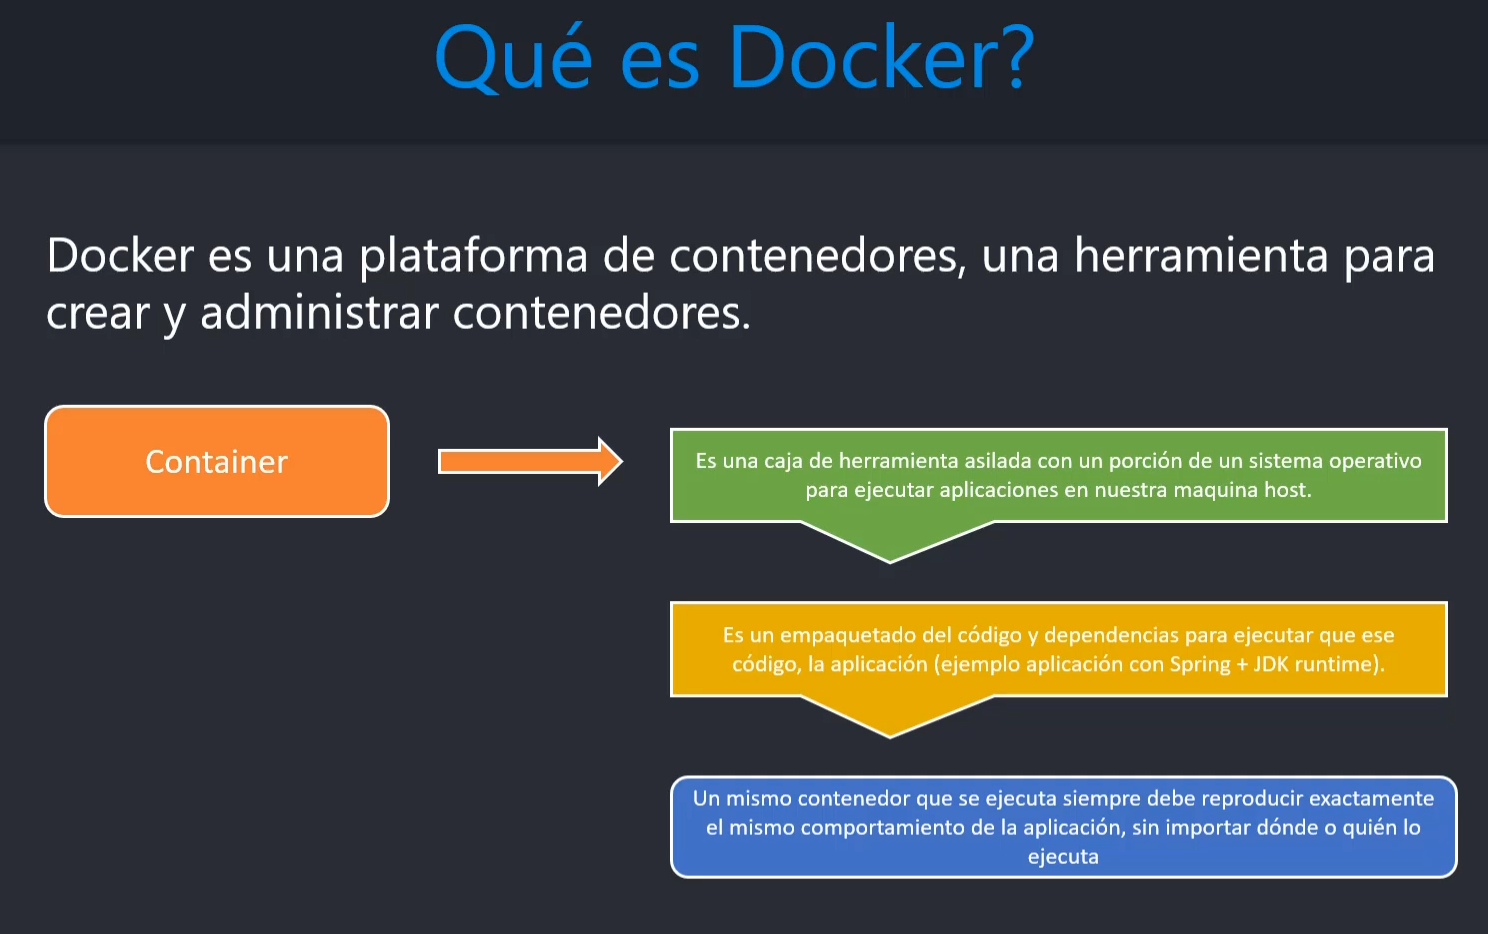 Qué es Docker?
Docker es una plataforma de contenedores, una herramienta para
crear y administrar contenedores.
Container
Es una caja de herramienta asilada con un porción de un sistema operativo
para ejecutar aplicaciones en nuestra maquina host.
Es un empaquetado del código y dependencias para ejecutar que ese
código, la aplicación (ejemplo aplicación con Spring + JDK runtime).
Un mismo contenedor que se ejecuta siempre debe reproducir exactamente
el mismo comportamiento de la aplicación, sin importar dónde o quién lo
ejecuta